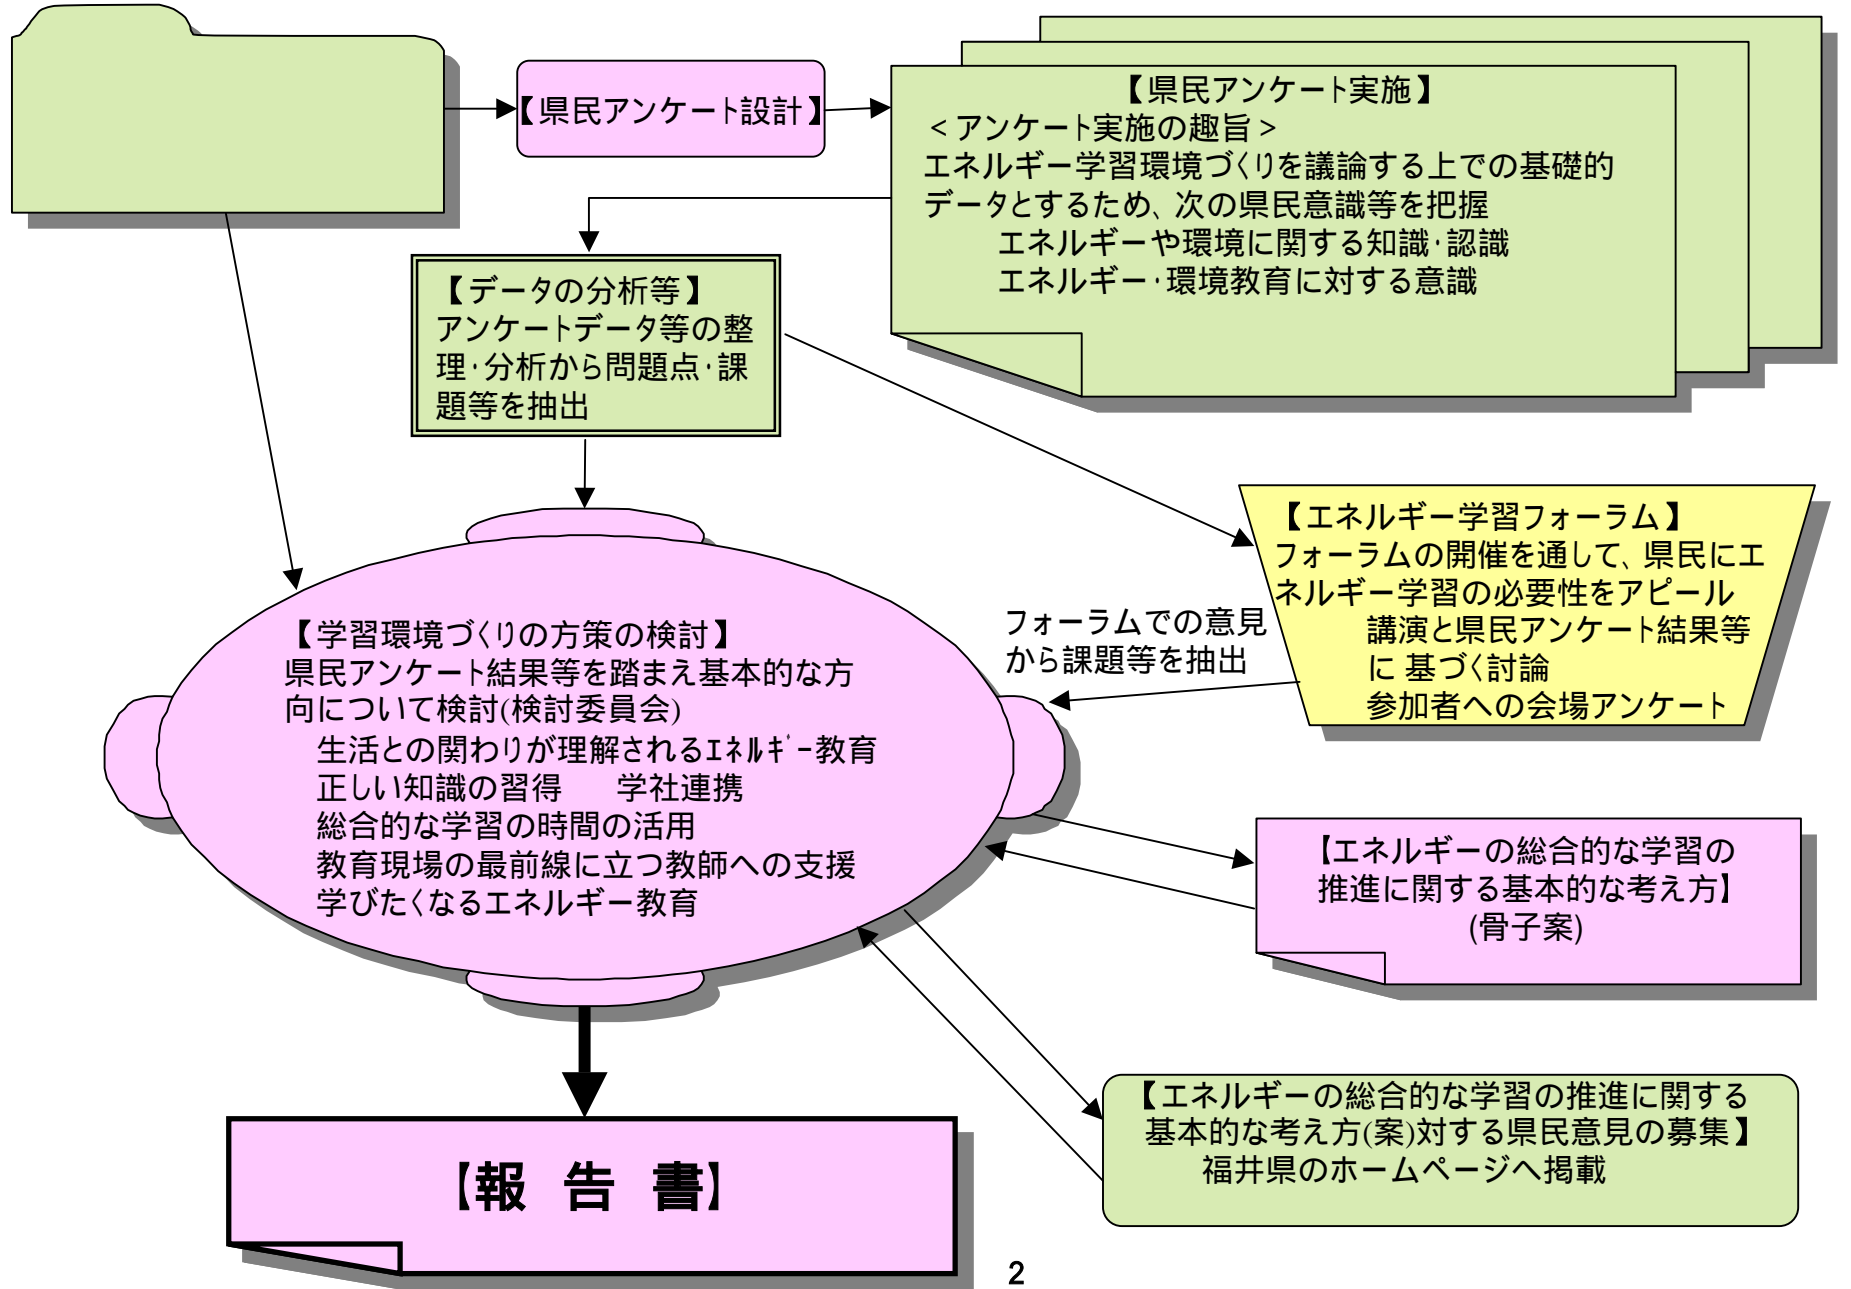 【県民アンケート設計】
【県民アンケート実施】
<アンケート実施の趣旨>
エネルギー学習環境づくりを議論する上での基礎的
データとするため、次の県民意識等を把握
エネルギーや環境に関する知識・認識
エネルギー・環境教育に対する意識
【データの分析等】
アンケートデータ等の整
理・分析から問題点・課
題等を抽出
【エネルギー学習フォーラム】
フォーラムの開催を通して、県民にエ
ネルギー学習の必要性をアピール
講演と県民アンケート結果等
に 基づく討論
参加者への会場アンケート
フォーラムでの意見
から課題等を抽出
【学習環境づくりの方策の検討】
県民アンケート結果等を踏まえ基本的な方
向について検討(検討委員会)
生活との関わりが理解されるエネルギー教育
正しい知識の習得　学社連携
総合的な学習の時間の活用
教育現場の最前線に立つ教師への支援
学びたくなるエネルギー教育
【エネルギーの総合的な学習の
推進に関する基本的な考え方】
(骨子案)
【エネルギーの総合的な学習の推進に関する
基本的な考え方(案)対する県民意見の募集】
福井県のホームページへ掲載
【報　告　書】
2